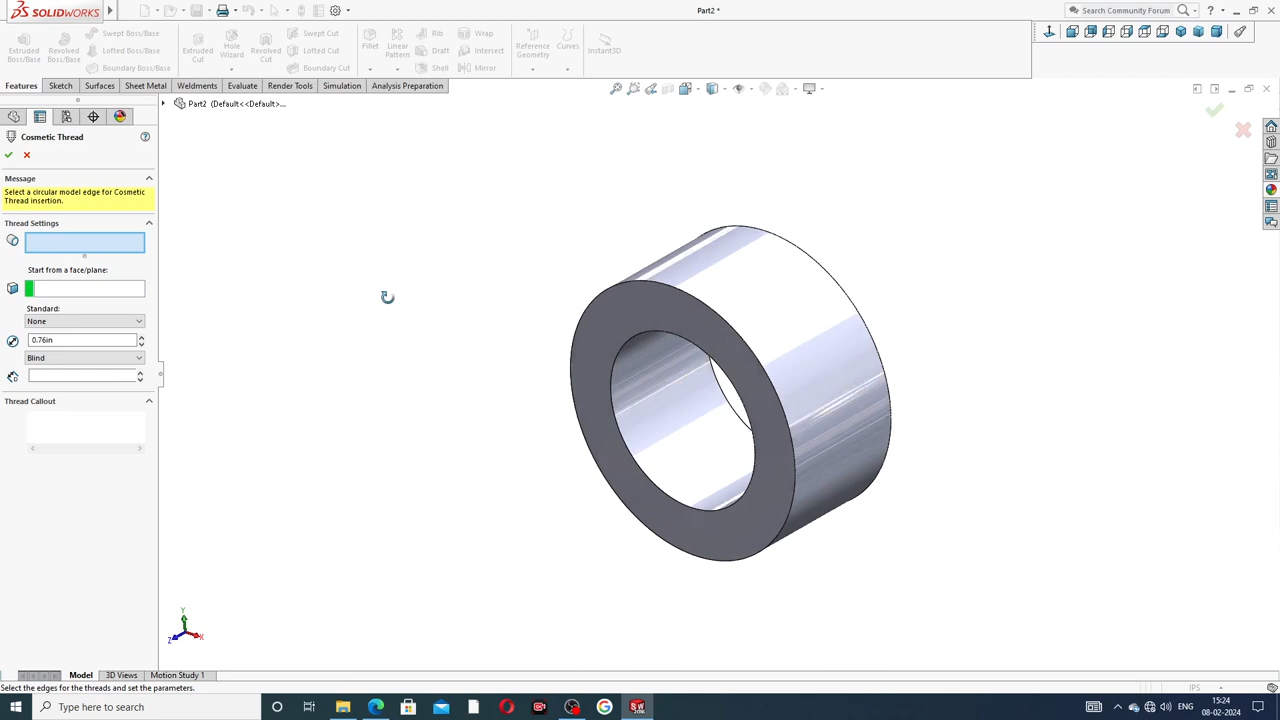 SOLIDWORKS
Part2 *
Search Community Forum
Extruded Boss/Base
Revolved Boss/Base
Swept Boss/Base
Lofted Boss/Base
Boundary Boss/Base
Extruded Cut
Hole Wizard
Revolved Cut
Swept Cut
Lofted Cut
Boundary Cut
Fillet
Linear Pattern
Rib
Draft
Shell
Wrap
Intersect
Mirror
Reference Geometry
Curves
Instant3D
Features
Sketch
Surfaces
Sheet Metal
Weldments
Evaluate
Render Tools
Simulation
Analysis Preparation
Part2 (Default<<Default>...
Cosmetic Thread
Message
Select a circular model edge for Cosmetic
Thread insertion.
Thread Settings
Start from a face/plane:
Standard:
None
0.76in
Blind
Thread Callout
Y
Z
X
Model
3D Views
Motion Study 1
Select the edges for the threads and set the parameters.
IPS
Type here to search
ENG
15:24
08-02-2024